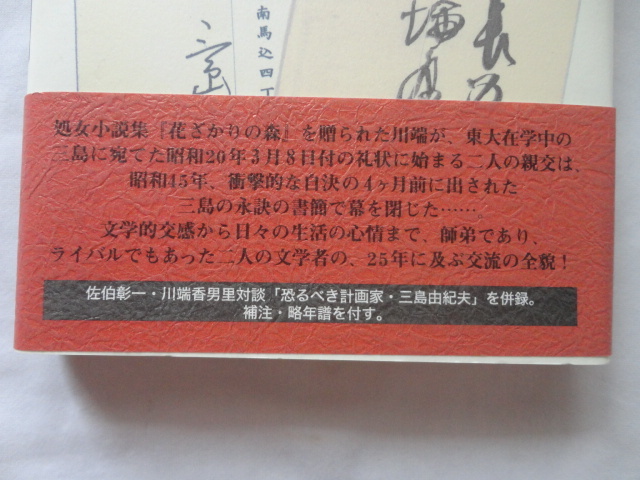 南馬込四丁
三島
処女小説集『花ざかりの森』を贈られた川端が、東大在学中の
三島に宛てた昭和20年3月8日付の礼状に始まる二人の親交は、
昭和45年、衝撃的な自決の4ヶ月前に出された
三島の永訣の書簡で幕を閉じた……
文学的交感から日々の生活の心情まで、師弟であり、
ライバルでもあった二人の文学者の、25年に及ぶ交流の全貌！
佐伯彰一・川端香男里対談「恐るべき計画家・三島由紀夫」を併録。
補注・略年譜を付す。